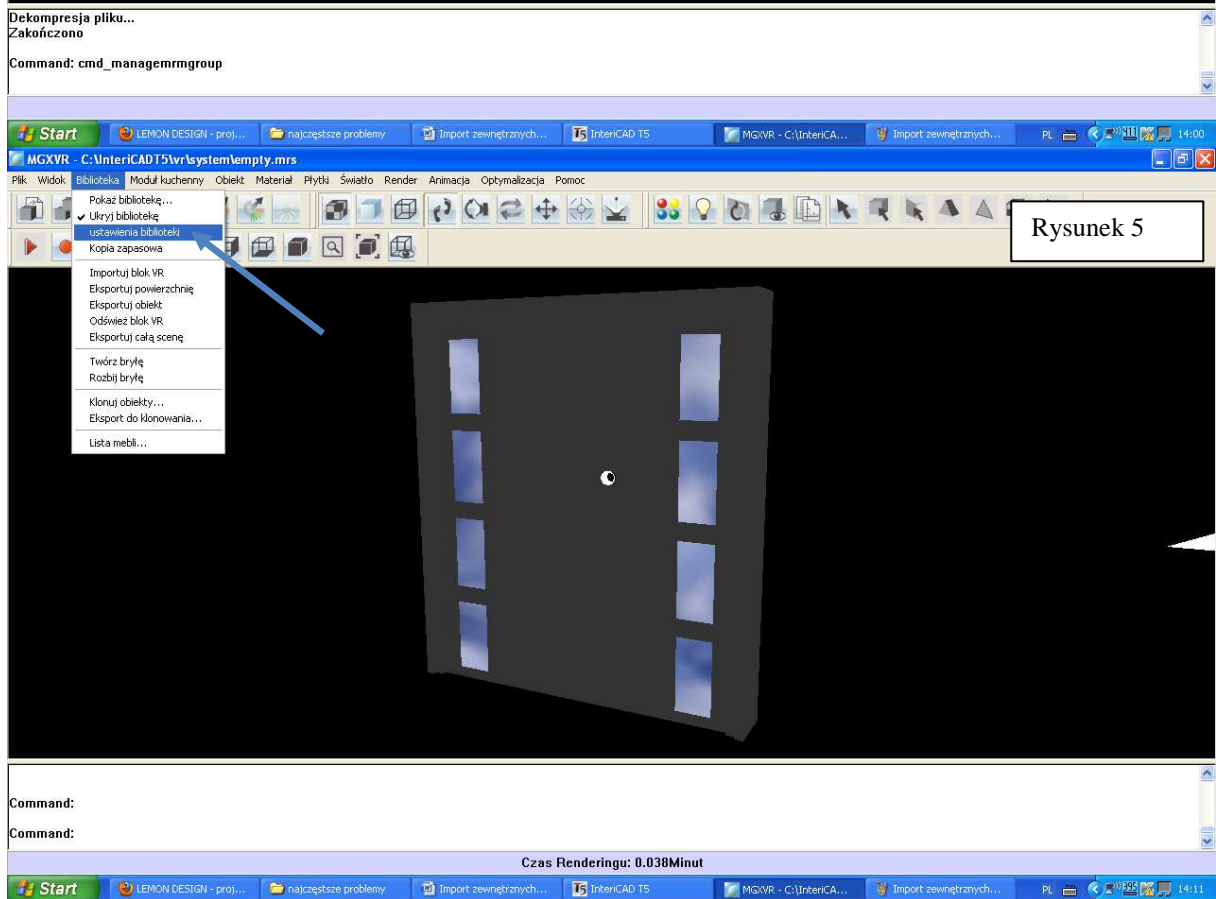 Dekompresja pliku...
Zakończono
Command: cmd_managemrmgroup
Start LEMON DESIGN - proj... najczęstsze problemy Import zewnętrznych... InteriCAD T5 MGXVR - C:\InteriCA... Import zewnętrznych... PL 14:00
MGXVR - C:\InteriCADT5\vr\system\empty.mrs
Plik Widok Biblioteka Moduł kuchenny Obiekt Materiał Płytki Światło Render Animacja Optymalizacja Pomoc
Pokaż bibliotekę...
Ukryj bibliotekę
ustawienia biblioteki
Kopia zapasowa
Importuj blok VR
Eksportuj powierzchnię
Eksportuj obiekt
Odśwież blok VR
Eksportuj całą scenę
Twórz bryłę
Rozbij bryłę
Klonuj obiekty...
Eksport do klonowania...
Lista mebli...
Rysunek 5
Command:
Command:
Czas Renderingu: 0.038Minut
Start LEMON DESIGN - proj... najczęstsze problemy Import zewnętrznych... InteriCAD T5 MGXVR - C:\InteriCA... Import zewnętrznych... PL 395 14:11